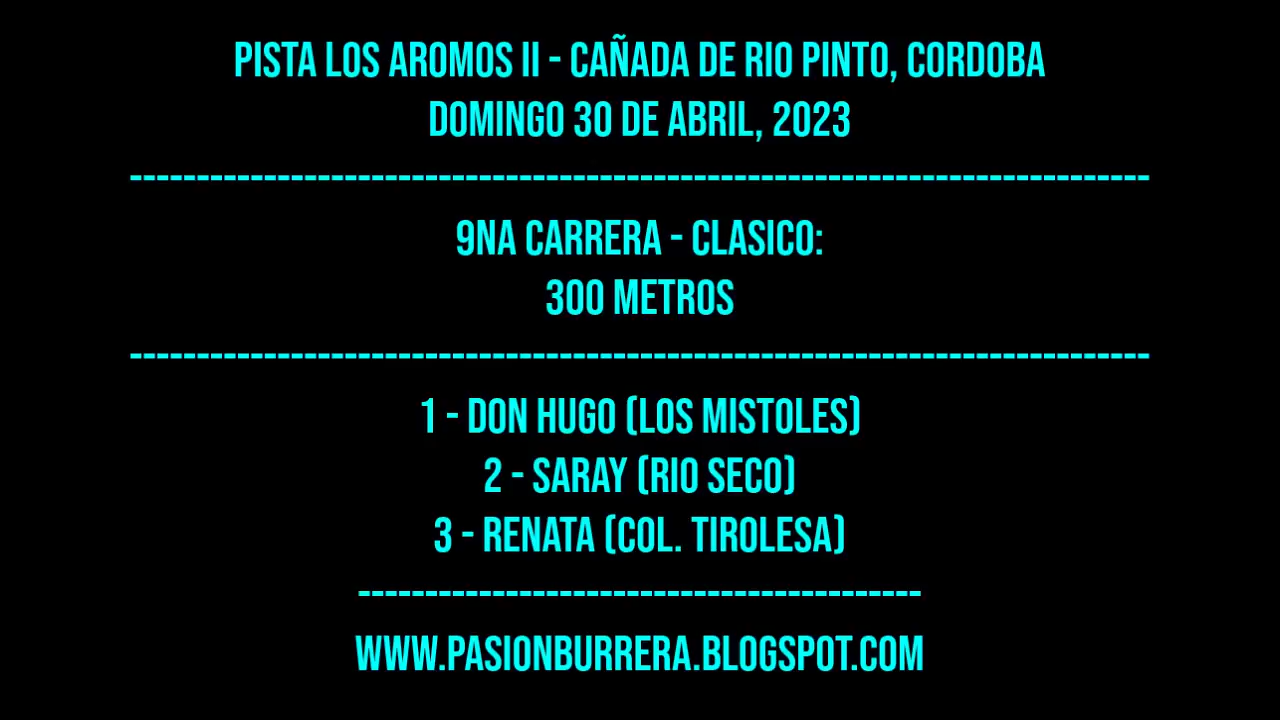 PISTA LOS AROMOS II - CAÑADA DE RIO PINTO, CORDOBA
DOMINGO 30 DE ABRIL, 2023
----------------------------------------------------------------------------
9NA CARRERA - CLASICO:
300 METROS
----------------------------------------------------------------------------
1 - DON HUGO (LOS MISTOLES)
2 - SARAY (RIO SECO)
3 - RENATA (COL. TIROLESA)
------------------------------------------
WWW.PASIONBURRERA.BLOGSPOT.COM